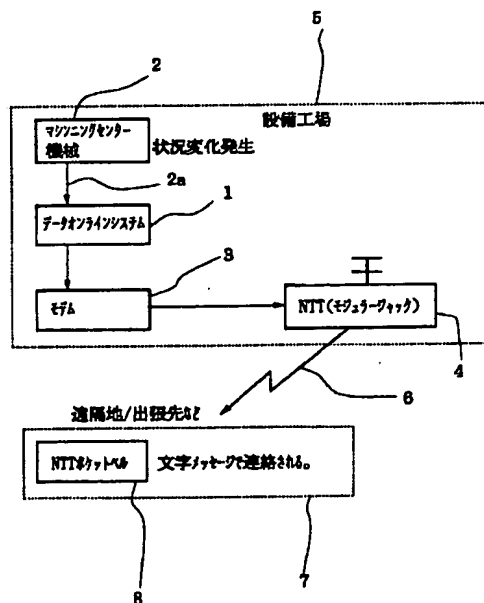 5
2
設備工場
マシンニングセンター
機械
状況変化発生
2a
1
データオンラインシステム
3
モデム
NTT(モジュラージャック)
4
6
遠隔地/出張先など
NTTポケットベル
文字メッセージで連絡される。
8
7